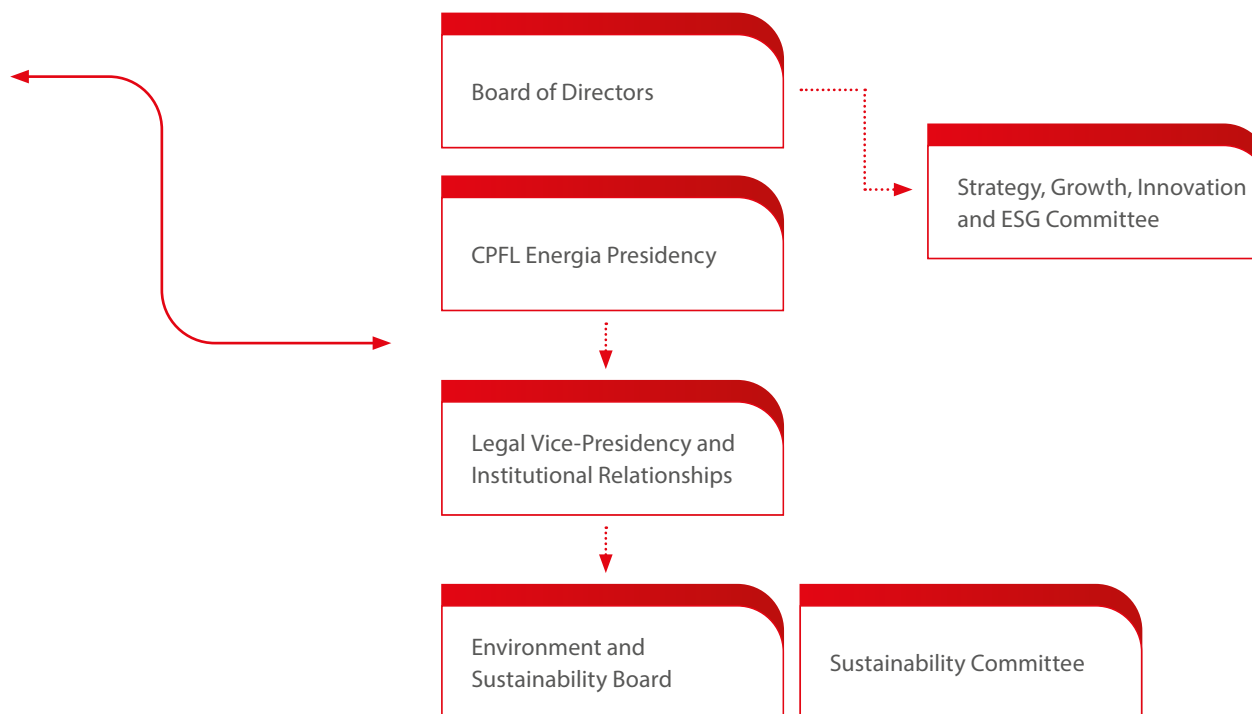 Board of Directors
Strategy, Growth, Innovation
and ESG Committee
CPFL Energia Presidency
Legal Vice-Presidency and
Institutional Relationships
Environment and
Sustainability Board
Sustainability Committee